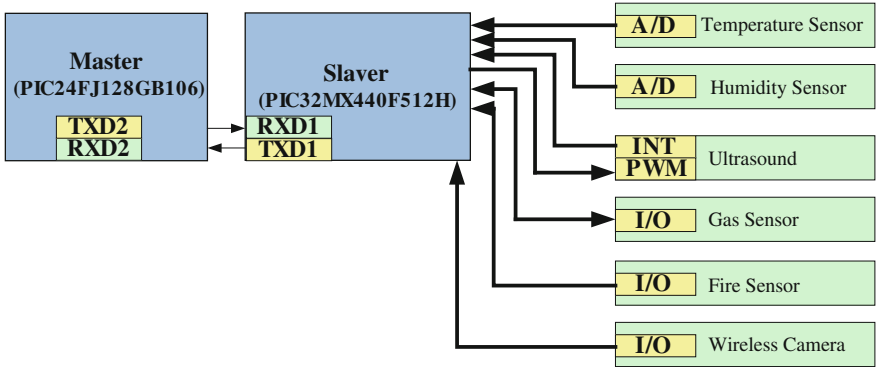 Master
(PIC24FJ128GB106)
TXD2
RXD2
Slaver
(PIC32MX440F512H)
RXD1
TXD1
A/D Temperature Sensor
A/D Humidity Sensor
INT
PWM
Ultrasound
I/O Gas Sensor
I/O Fire Sensor
I/O Wireless Camera